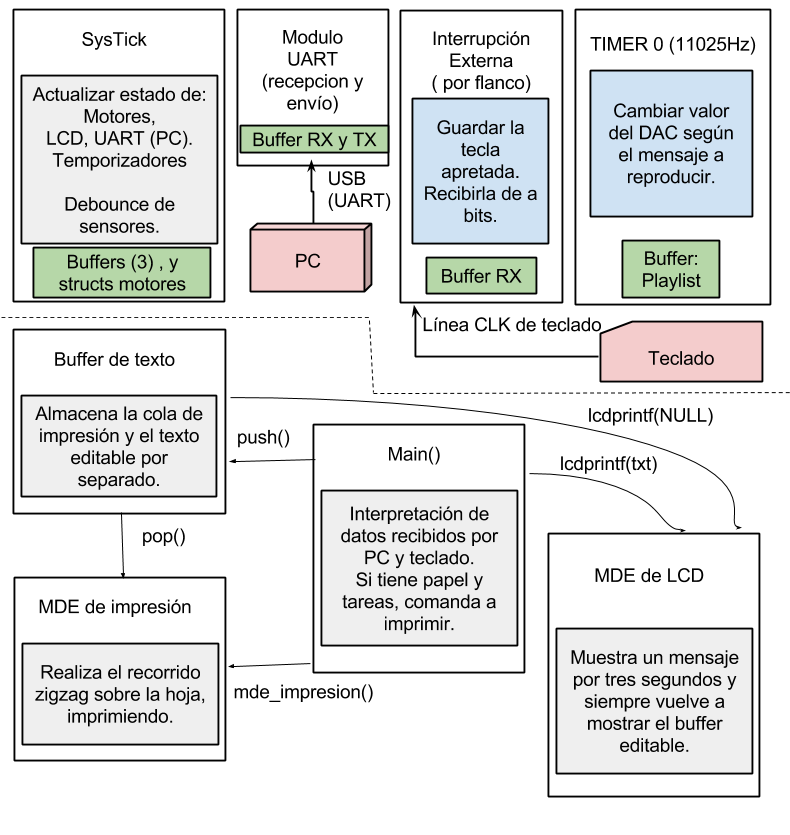 SysTick
Actualizar estado de:
Motores,
LCD, UART (PC).
Temporizadores
Debounce de
sensores.
Buffers (3) , y
structs motores
Modulo
UART
(recepcion y
envío)
Buffer RX y TX
USB
(UART)
PC
Interrupción
Externa
( por flanco)
Guardar la
tecla
apretada.
Recibirla de a
bits.
Buffer RX
TIMER 0 (11025Hz)
Cambiar valor
del DAC según
el mensaje a
reproducir.
Buffer:
Playlist
Línea CLK de teclado
Teclado
Buffer de texto
Almacena la cola de
impresión y el texto
editable por
separado.
push()
pop()
Main()
Interpretación de
datos recibidos por
PC y teclado.
Si tiene papel y
tareas, comanda a
imprimir.
lcdprintf(NULL)
lcdprintf(txt)
MDE de impresión
Realiza el recorrido
zigzag sobre la hoja,
imprimiendo.
mde_impresion()
MDE de LCD
Muestra un mensaje
por tres segundos y
siempre vuelve a
mostrar el buffer
editable.